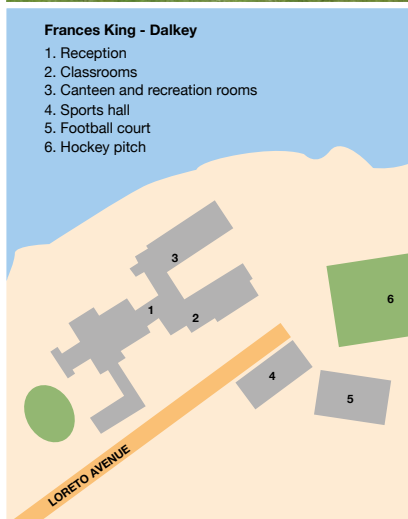 Frances King - Dalkey
1. Reception
2. Classrooms
3. Canteen and recreation rooms
4. Sports hall
5. Football court
6. Hockey pitch
3
1
2
6
4
5
LORETO AVENUE